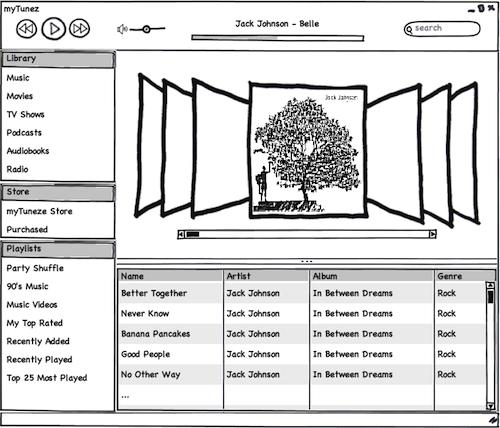 myTunez
Jack Johnson - Belle
search
Library
Music
Movies
TV Shows
Podcasts
Audiobooks
Radio
Store
myTuneze Store
Purchased
Playlists
Party Shuffle
90's Music
Music Videos
My Top Rated
Recently Added
Recently Played
Top 25 Most Played
Jack Johnson
Name Artist Album Genre
Better Together Jack Johnson In Between Dreams Rock
Never Know Jack Johnson In Between Dreams Rock
Banana Pancakes Jack Johnson In Between Dreams Rock
Good People Jack Johnson In Between Dreams Rock
No Other Way Jack Johnson In Between Dreams Rock
...